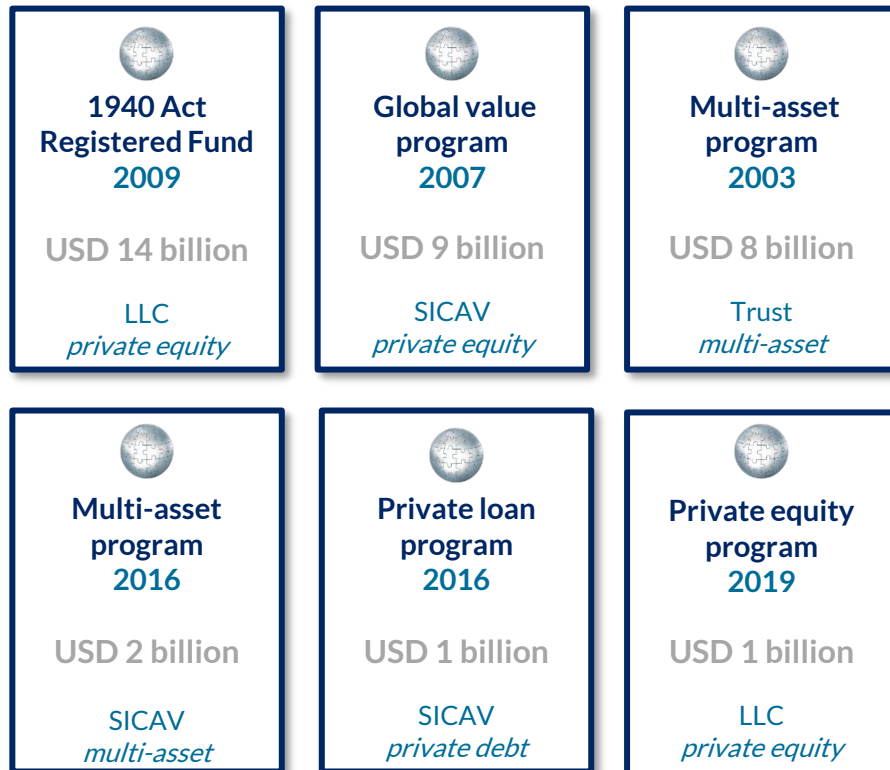 1940 Act
Registered Fund
2009
USD 14 billion
LLC
private equity
Global value
program
2007
USD 9 billion
SICAV
private equity
Multi-asset
program
2003
USD 8 billion
Trust
multi-asset
Multi-asset
program
2016
USD 2 billion
SICAV
multi-asset
Private loan
program
2016
USD 1 billion
SICAV
private debt
Private equity
program
2019
USD 1 billion
LLC
private equity